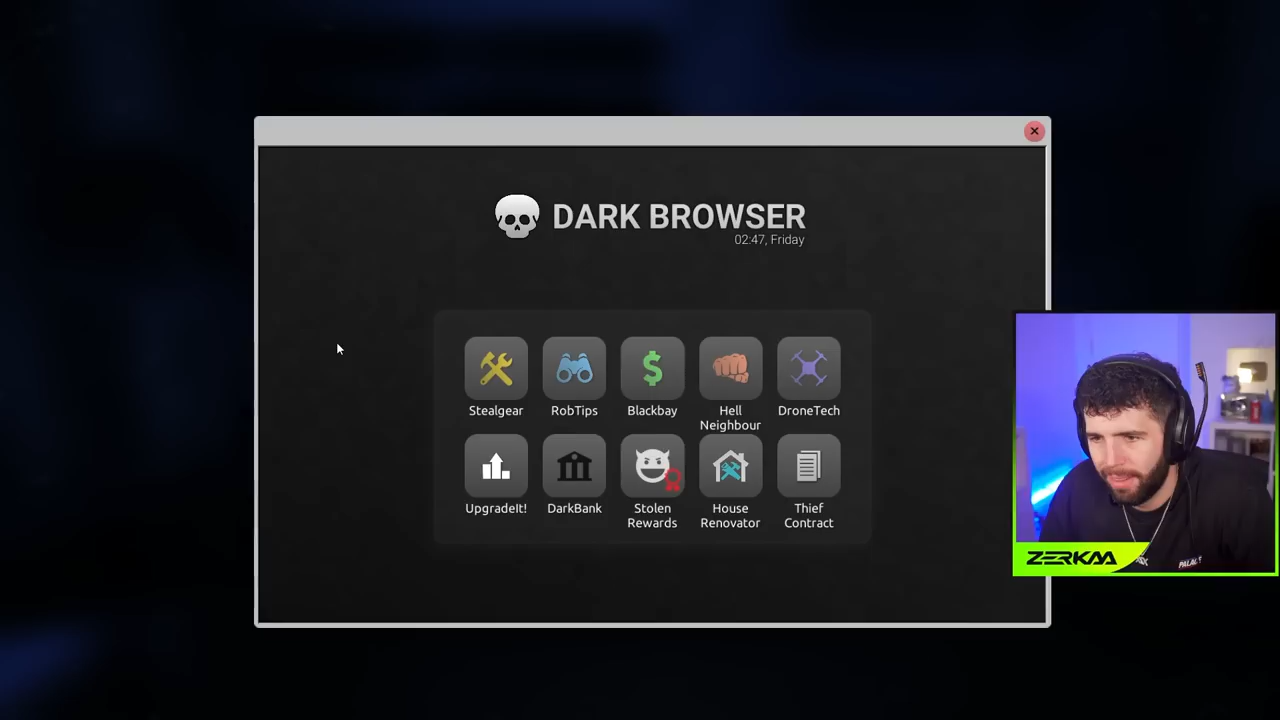 DARK BROWSER
02:47, Friday
Stealgear
RobTips
Blackbay
Hell
Neighbour
DroneTech
UpgradeIt!
DarkBank
Stolen
Rewards
House
Renovator
Thief
Contract
ZERKAA